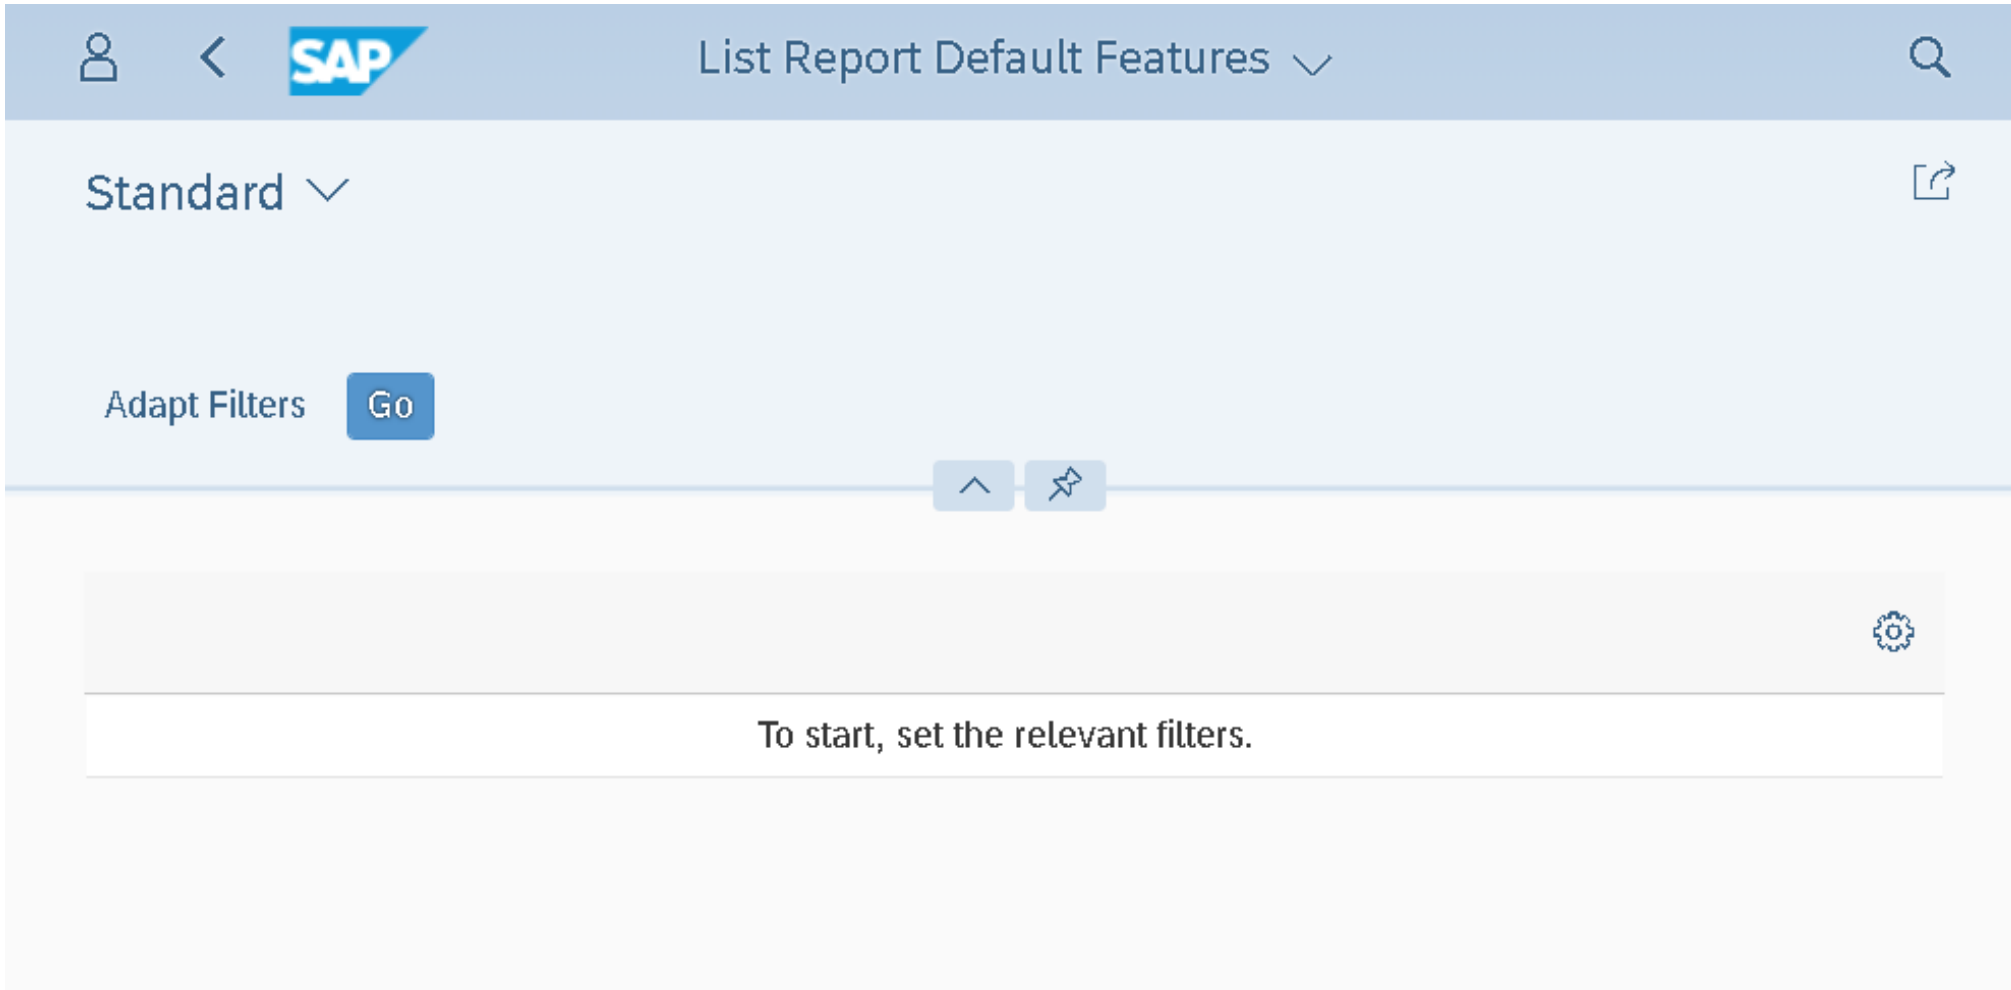 SAP
List Report Default Features
Standard
Adapt Filters
Go
To start, set the relevant filters.